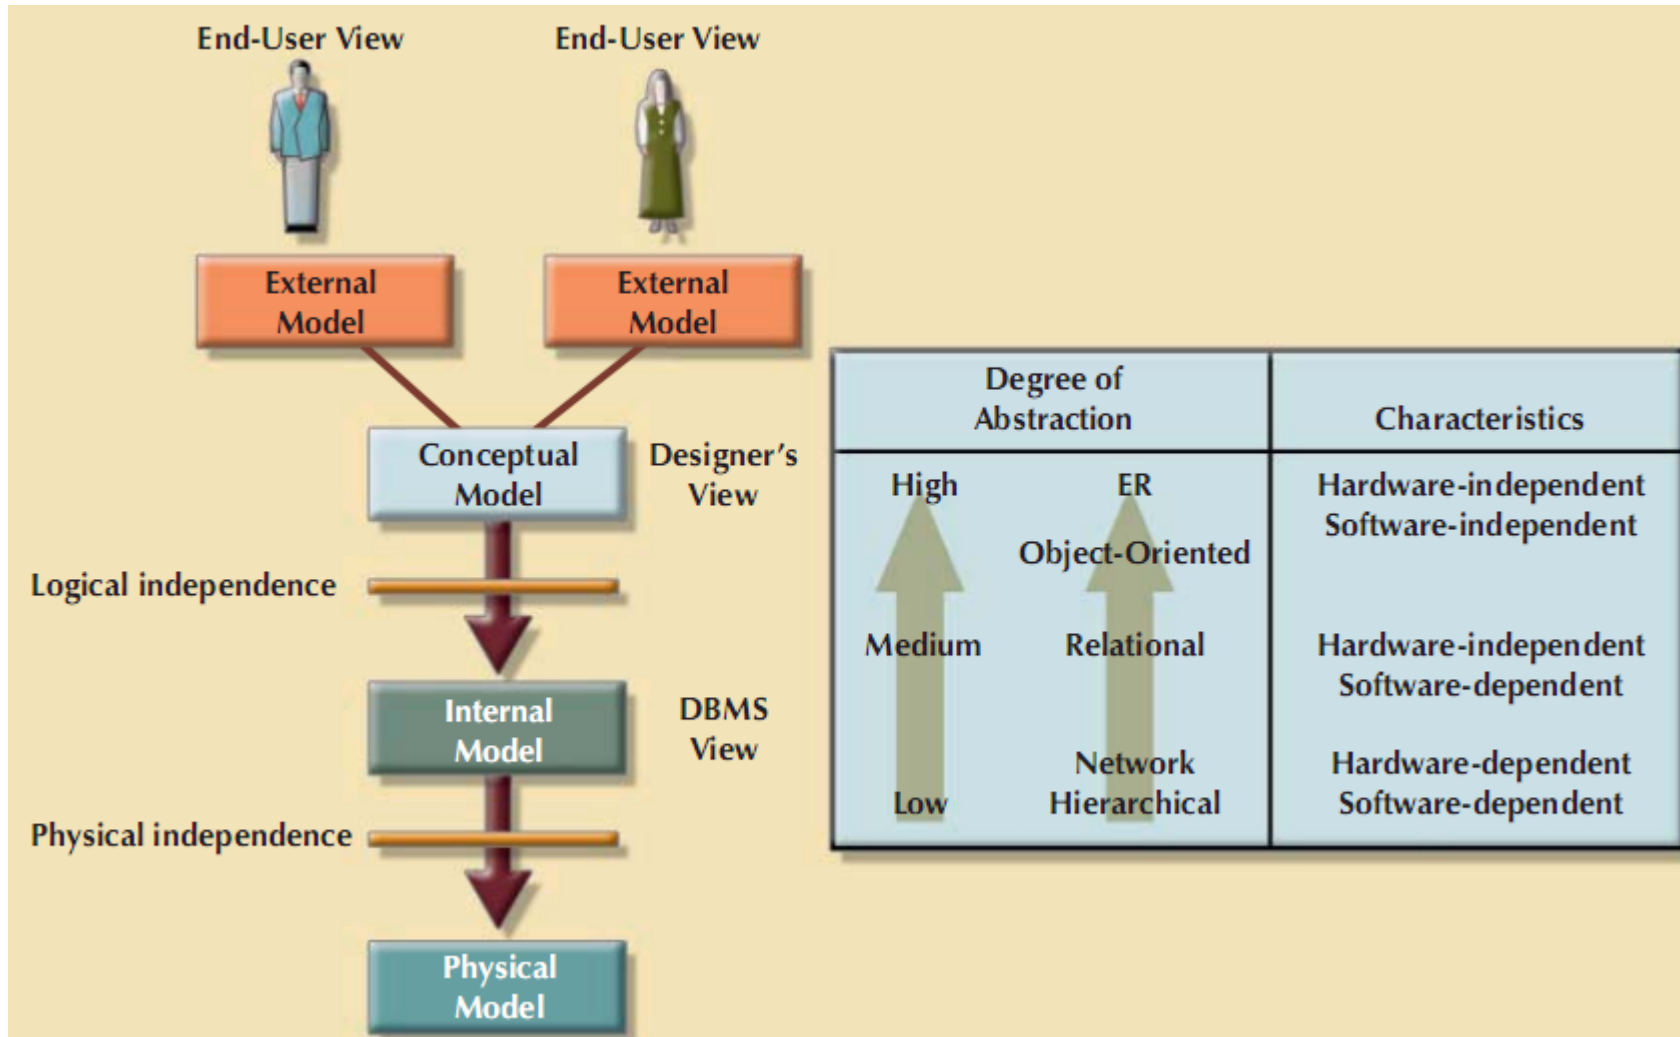 End-User View
End-User View
External
Model
External
Model
Conceptual
Model
Designer's
View
Logical independence
Internal
Model
DBMS
View
Physical independence
Physical
Model
Degree of
Abstraction
Characteristics
High
ER
Hardware-independent
Software-independent
Object-Oriented
Medium
Relational
Hardware-independent
Software-dependent
Low
Network
Hierarchical
Hardware-dependent
Software-dependent